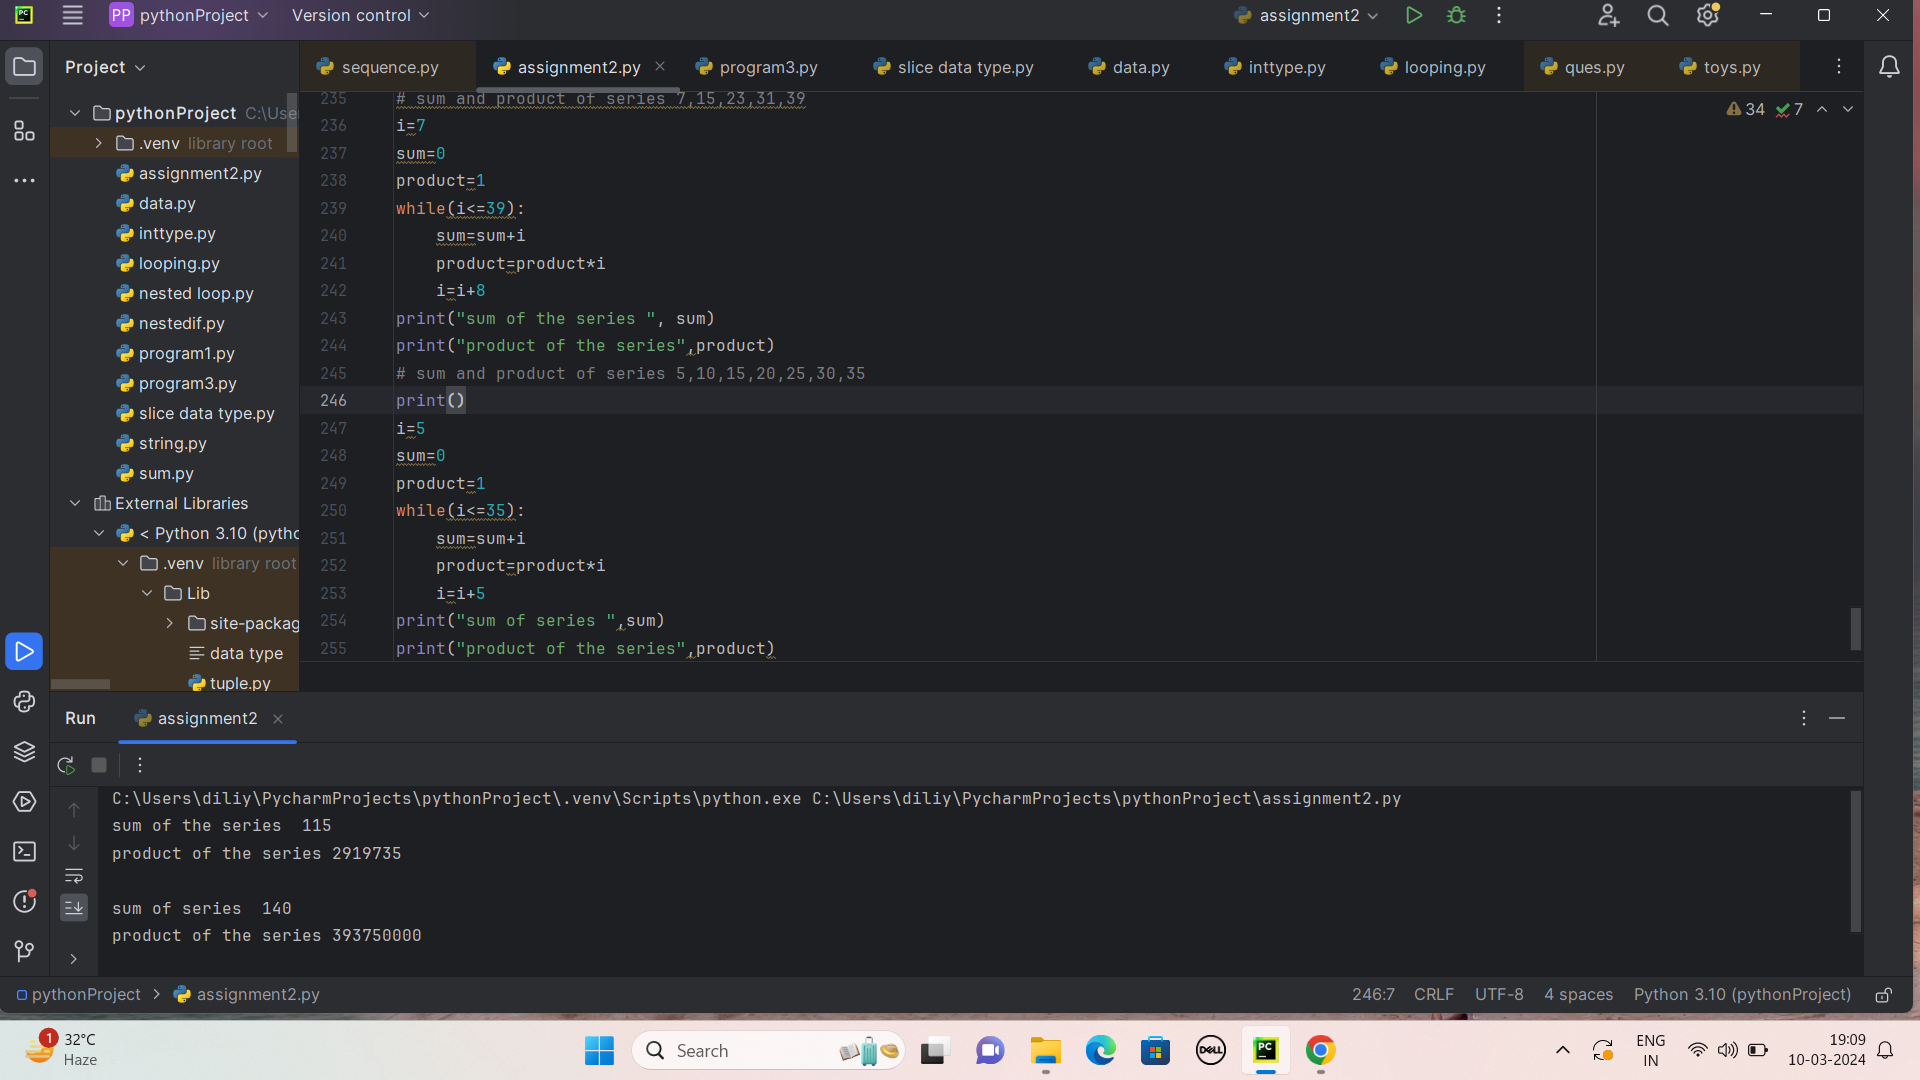 PC PP pythonProject Version control assignment2
Project
sequence.py assignment2.py program3.py slice data type.py data.py inttype.py looping.py ques.py toys.py
pythonProject C:\Use
.venv library root
assignment2.py
data.py
inttype.py
looping.py
nested loop.py
nestedif.py
program1.py
program3.py
slice data type.py
string.py
sum.py
External Libraries
< Python 3.10 (pytho
.venv library root
Lib
site-packag
data type
tuple.py
34 7
235 # sum and product of series 7,15,23,31,39
236 i=7
237 sum=0
238 product=1
239 while(i<=39):
240 sum=sum+i
241 product=product*i
242 i=i+8
243 print("sum of the series ", sum)
244 print("product of the series",product)
245 # sum and product of series 5,10,15,20,25,30,35
246 print()
247 i=5
248 sum=0
249 product=1
250 while(i<=35):
251 sum=sum+i
252 product=product*i
253 i=i+5
254 print("sum of series ",sum)
255 print("product of the series",product)
Run assignment2
C:\Users\diliy\PycharmProjects\pythonProject\.venv\Scripts\python.exe C:\Users\diliy\PycharmProjects\pythonProject\assignment2.py
sum of the series  115
product of the series 2919735
sum of series  140
product of the series 393750000
pythonProject > assignment2.py 246:7 CRLF UTF-8 4 spaces Python 3.10 (pythonProject)
1 32°C
Haze
Search
DELL
PC
ENG
IN
19:09
10-03-2024